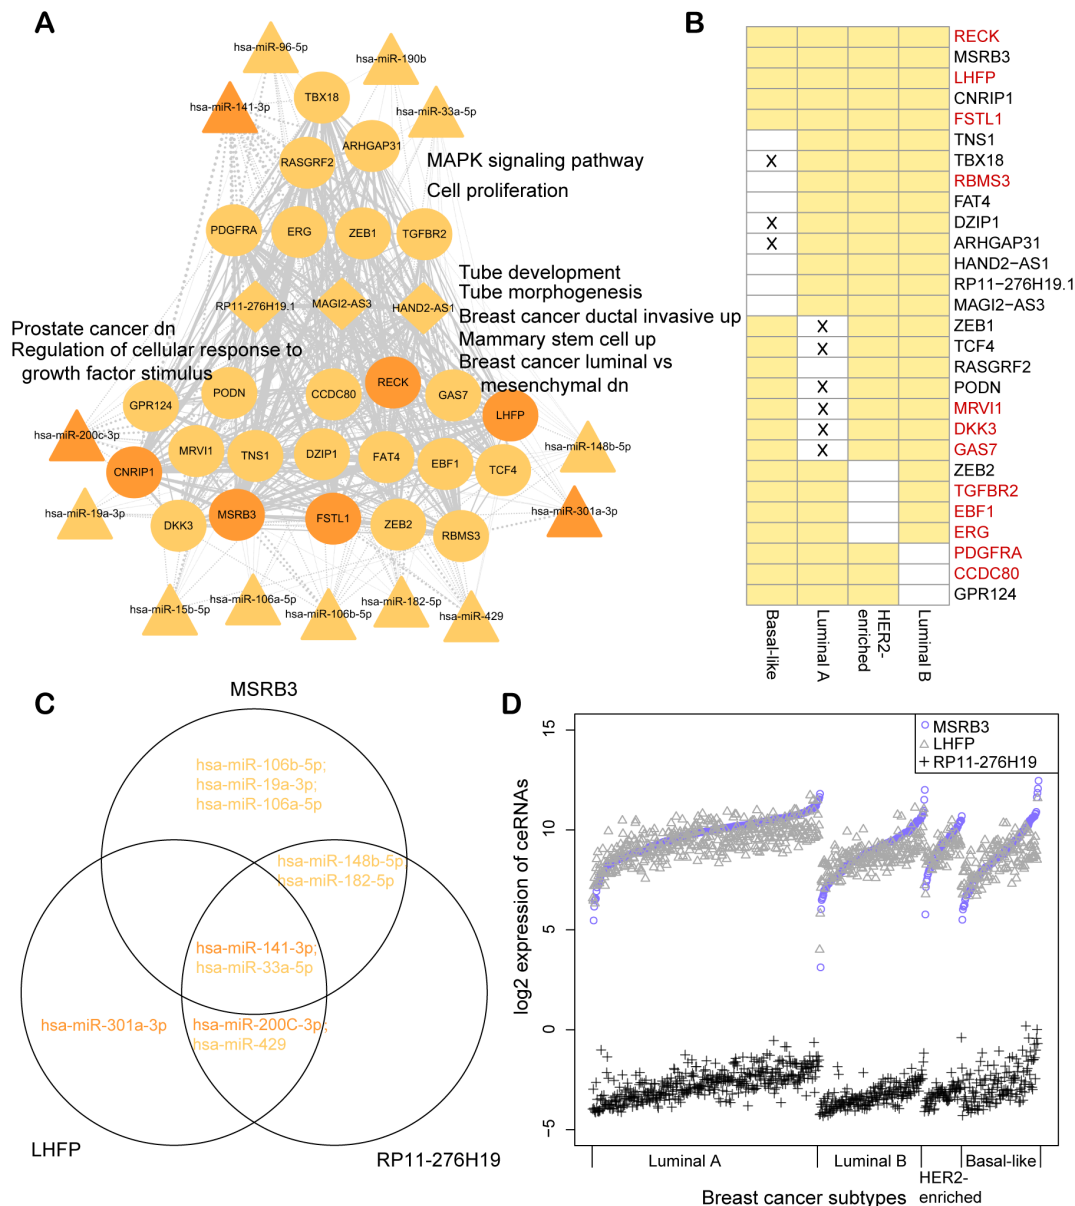 A
hsa-miR-96-5p
hsa-miR-190b
hsa-miR-141-3p
TBX18
hsa-miR-33a-5p
ARHGAP31
RASGRF2
MAPK signaling pathway
Cell proliferation
PDGFRA
ERG
ZEB1
TGFBR2
Tube development
Tube morphogenesis
RP11-276H19.1
MAGI2-AS3
HAND2-AS1
Breast cancer ductal invasive up
Mammary stem cell up
Breast cancer luminal vs
mesenchymal dn
Prostate cancer dn
Regulation of cellular response to
growth factor stimulus
RECK
GPR124
PODN
CCDC80
GAS7
LHFP
hsa-miR-200c-3p
hsa-miR-148b-5p
MRVI1
TNS1
DZIP1
FAT4
EBF1
TCF4
CNRIP1
hsa-miR-19a-3p
hsa-miR-301a-3p
DKK3
MSRB3
FSTL1
ZEB2
RBMS3
hsa-miR-15b-5p
hsa-miR-106a-5p
hsa-miR-106b-5p
hsa-miR-182-5p
hsa-miR-429
B
RECK
MSRB3
LHFP
CNRIP1
FSTL1
TNS1
X TBX18
RBMS3
FAT4
X DZIP1
X ARHGAP31
HAND2−AS1
RP11−276H19.1
MAGI2−AS3
X ZEB1
X TCF4
RASGRF2
X PODN
X MRVI1
X DKK3
X GAS7
ZEB2
TGFBR2
EBF1
ERG
PDGFRA
CCDC80
GPR124
Basal-like
Luminal A
HER2-
enriched
Luminal B
C
MSRB3
hsa-miR-106b-5p;
hsa-miR-19a-3p;
hsa-miR-106a-5p
hsa-miR-148b-5p
hsa-miR-182-5p
hsa-miR-141-3p;
hsa-miR-33a-5p
hsa-miR-301a-3p
hsa-miR-200C-3p;
hsa-miR-429
LHFP
RP11-276H19
D
MSRB3
LHFP
RP11-276H19
15
10
5
0
−5
log2 expression of ceRNAs
Luminal A
Luminal B
HER2-
enriched
Basal-like
Breast cancer subtypes